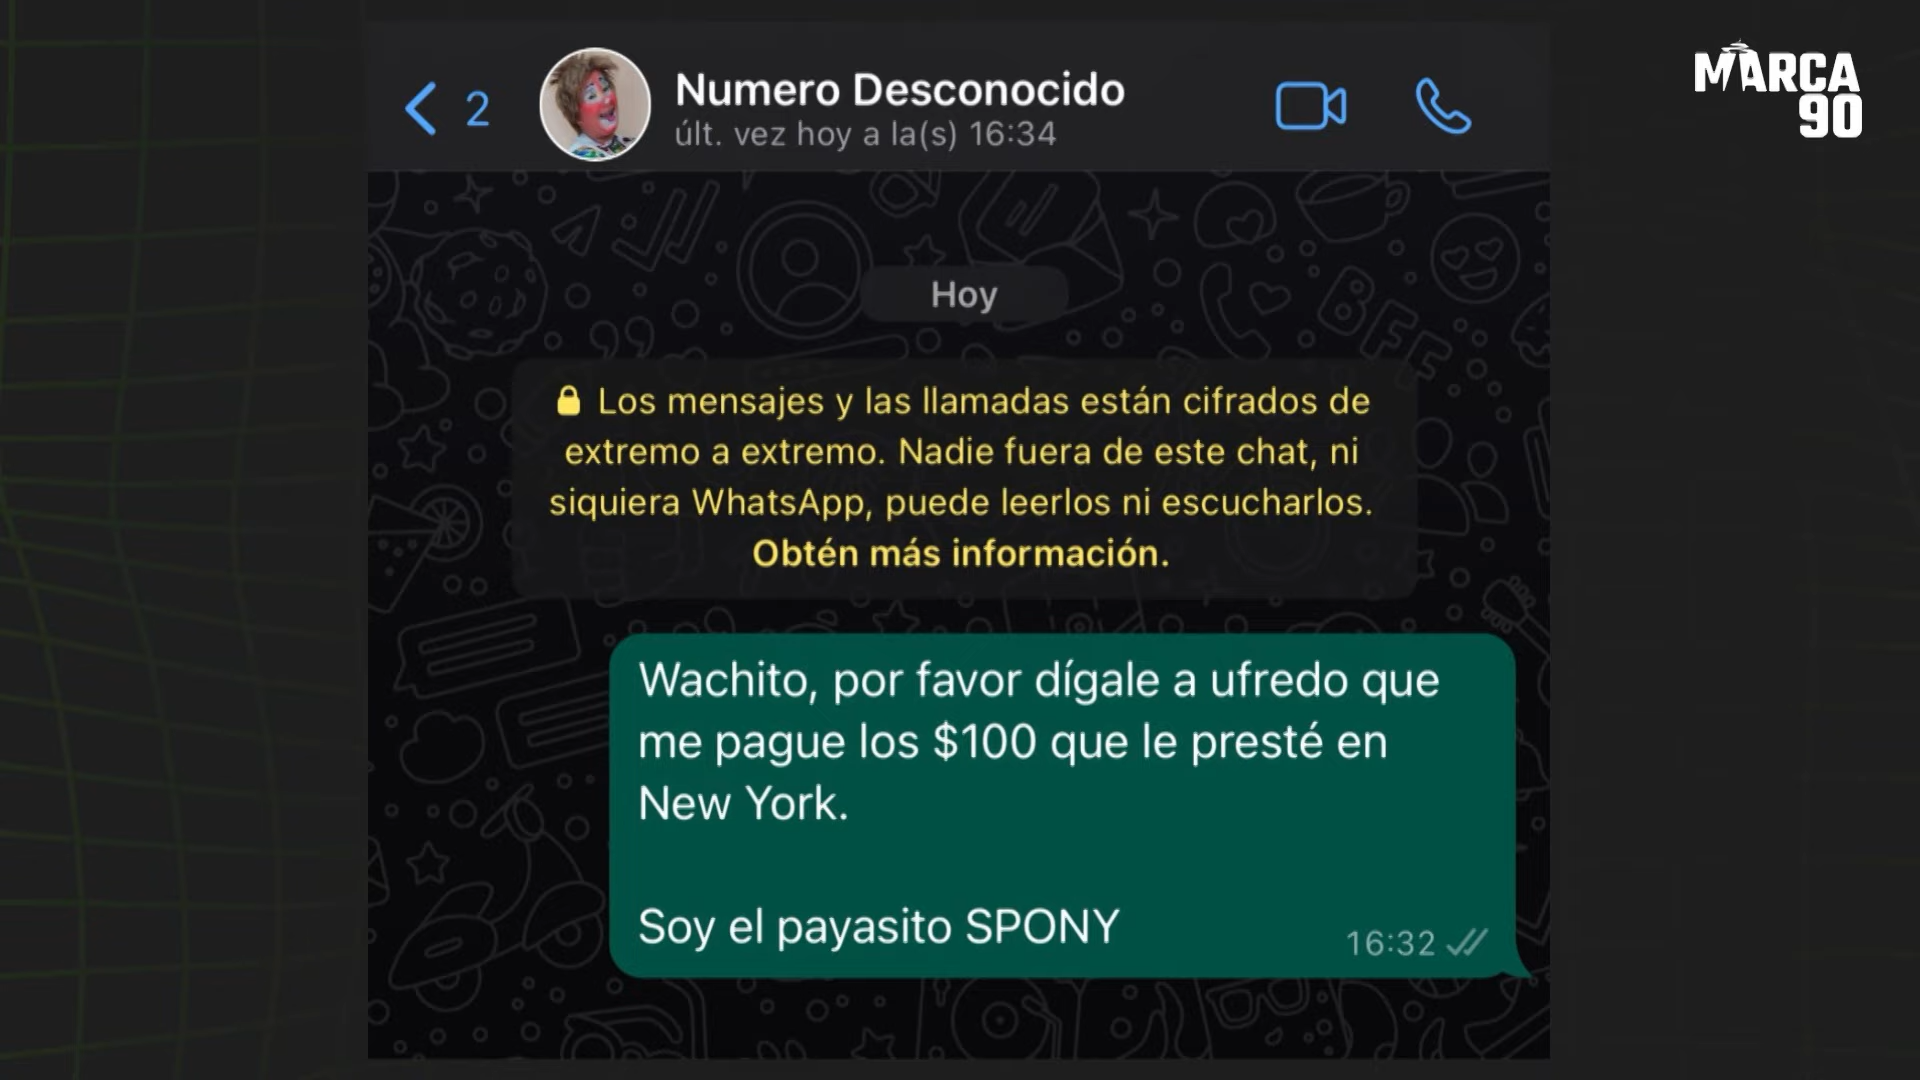 2
Numero Desconocido
últ. vez hoy a la(s) 16:34
MARCA
90
Hoy
BFF
Los mensajes y las llamadas están cifrados de
extremo a extremo. Nadie fuera de este chat, ni
siquiera WhatsApp, puede leerlos ni escucharlos.
Obtén más información.
Wachito, por favor dígale a ufredo que
me pague los $100 que le presté en
New York.
Soy el payasito SPONY
16:32